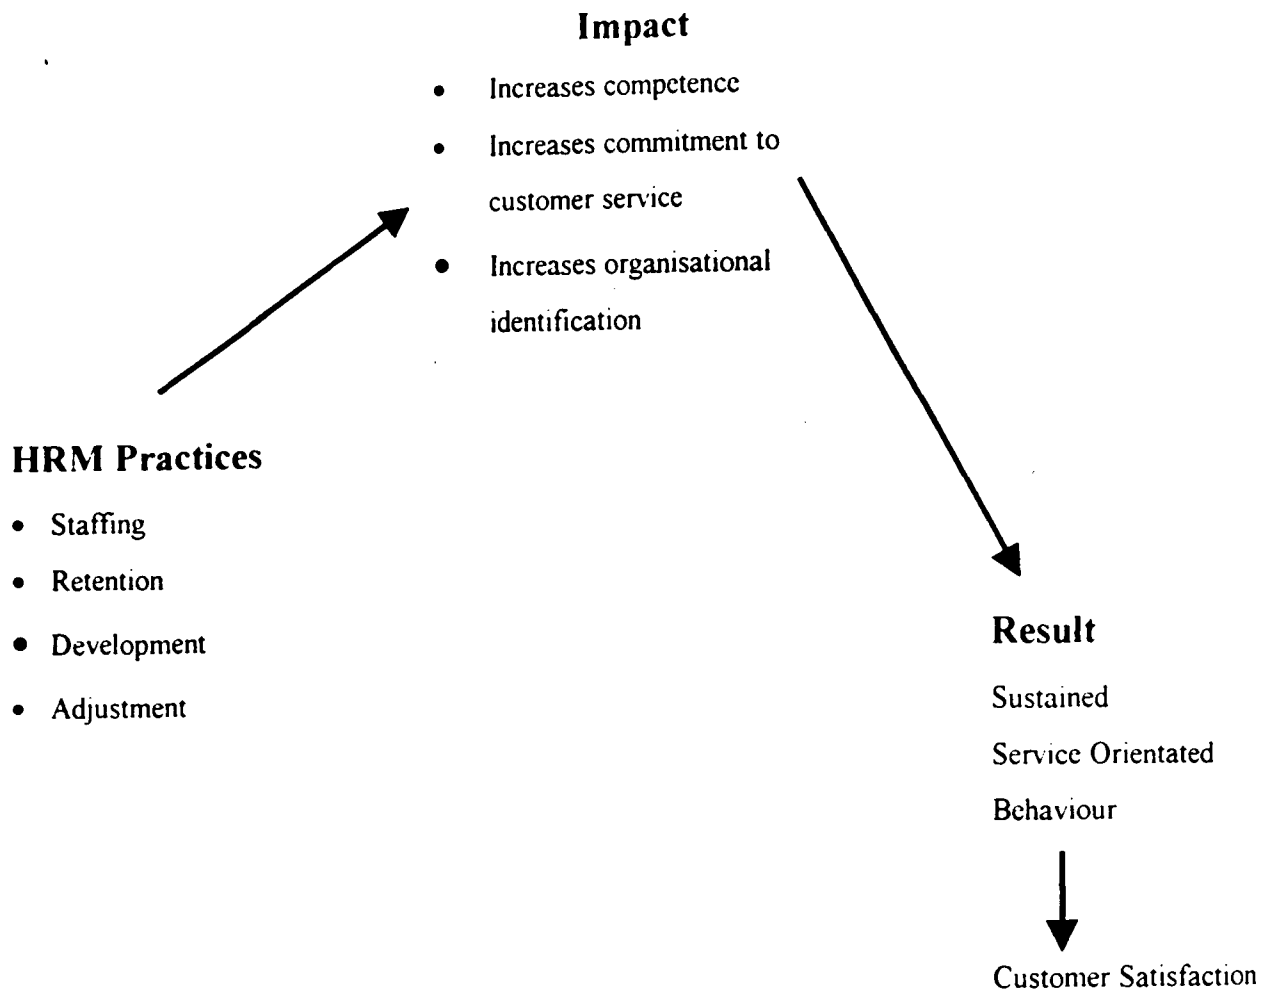 Impact
• Increases competence
• Increases commitment to
customer service
• Increases organisational
identification
HRM Practices
• Staffing
• Retention
• Development
• Adjustment
Result
Sustained
Service Orientated
Behaviour
Customer Satisfaction